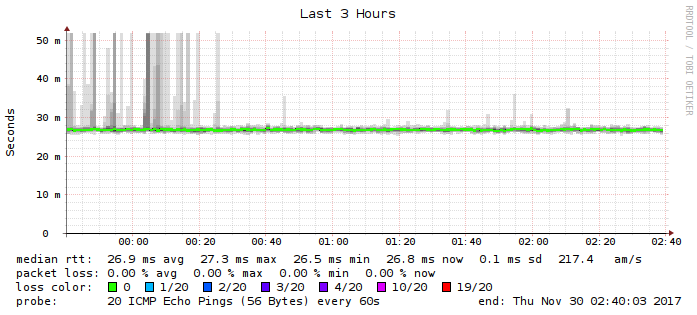 Last 3 Hours
RRDTOOL / TOBI OETIKER
Seconds
50 m
40 m
30 m
20 m
10 m
0
00:00 00:20 00:40 01:00 01:20 01:40 02:00 02:20 02:40
median rtt: 26.9 ms avg 27.3 ms max 26.5 ms min 26.8 ms now 0.1 ms sd 217.4 am/s
packet loss: 0.00 % avg 0.00 % max 0.00 % min 0.00 % now
loss color: 0 1/20 2/20 3/20 4/20 10/20 19/20
probe: 20 ICMP Echo Pings (56 Bytes) every 60s end: Thu Nov 30 02:40:03 2017